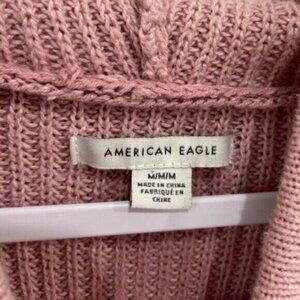 AMERICAN EAGLE
M/M/M
MADE IN CHINA
FABRIQUÉ EN
CHINE